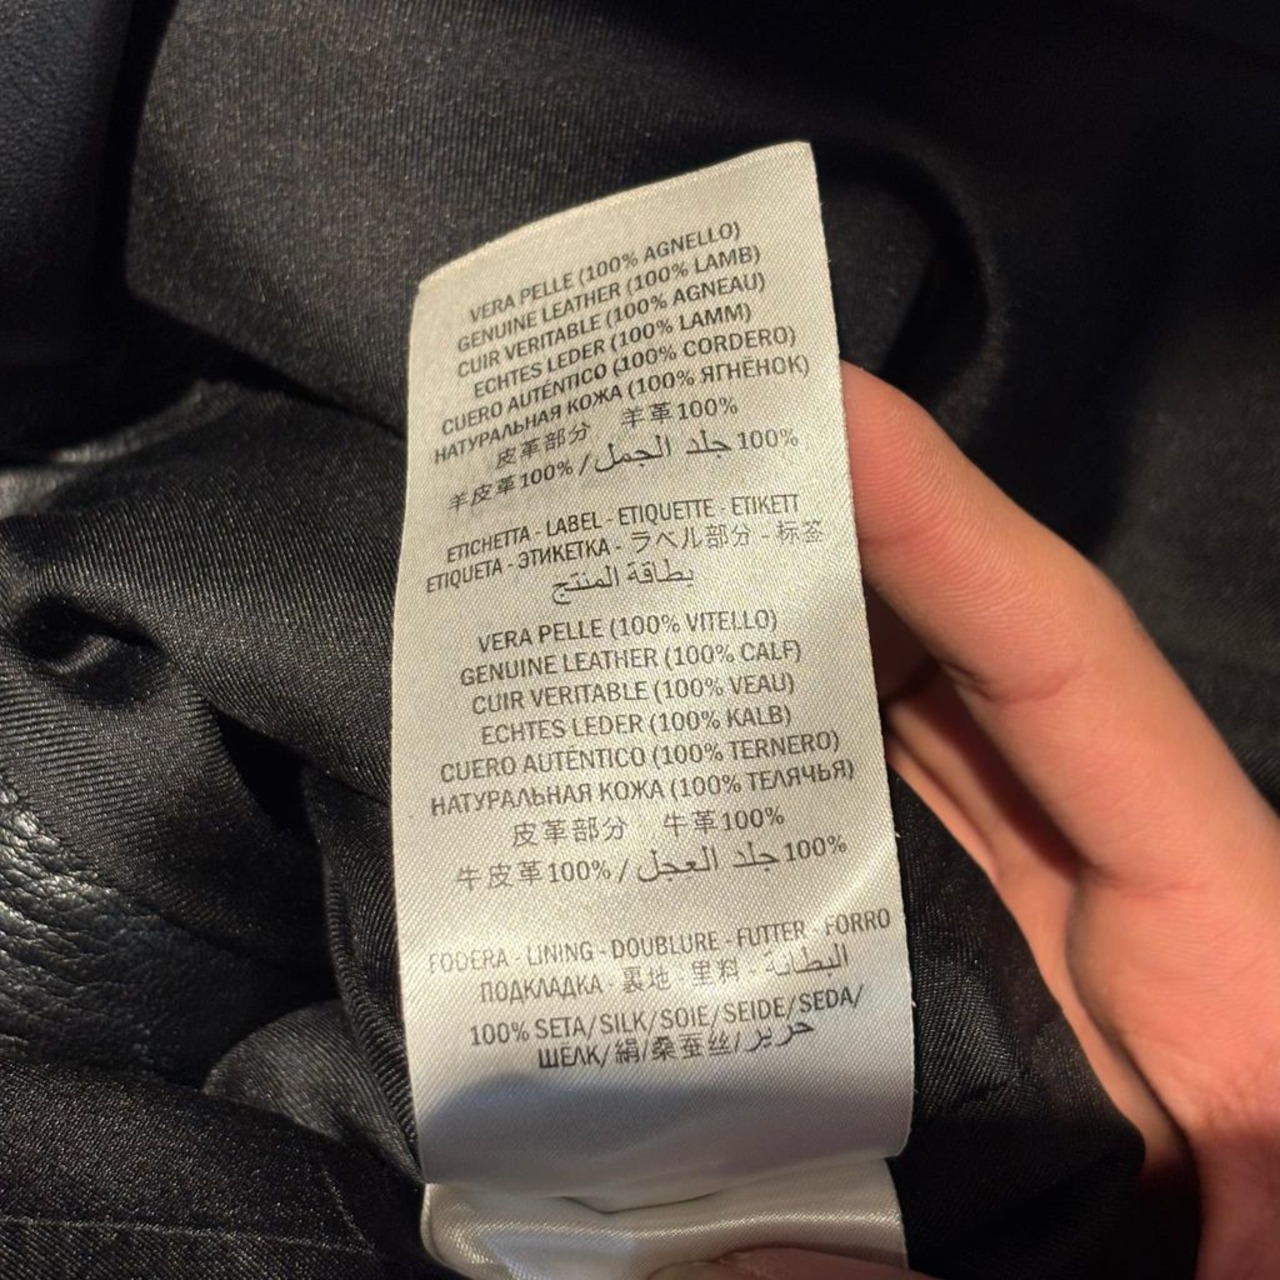 VERA PELLE (100% AGNELLO)
GENUINE LEATHER (100% LAMB)
CUIR VERITABLE (100% AGNEAU)
ECHTES LEDER (100% LAMM)
CUERO AUTÉNTICO (100% CORDERO)
НАТУРАЛЬНАЯ КОЖА (100% ЯГНЁНОК)
皮革部分 羊革100%
羊皮革100% / جلد الجمل 100%
ETICHETTA - LABEL - ETIQUETTE - ETIKETT
ETIQUETA - ЭТИКЕТКА - ラベル部分 - 标签
بطاقة المنتج
VERA PELLE (100% VITELLO)
GENUINE LEATHER (100% CALF)
CUIR VERITABLE (100% VEAU)
ECHTES LEDER (100% KALB)
CUERO AUTÉNTICO (100% TERNERO)
НАТУРАЛЬНАЯ КОЖА (100% ТЕЛЯЧЬЯ)
皮革部分 牛革100%
牛皮革100% / جلد العجل 100%
FODERA - LINING - DOUBLURE - FUTTER - FORRO
ПОДКЛАДКА - 裏地 - 里料 - البطانة
100% SETA/SILK/SOIE/SEIDE/SEDA/
ШЁЛК/絹/桑蚕丝/حرير